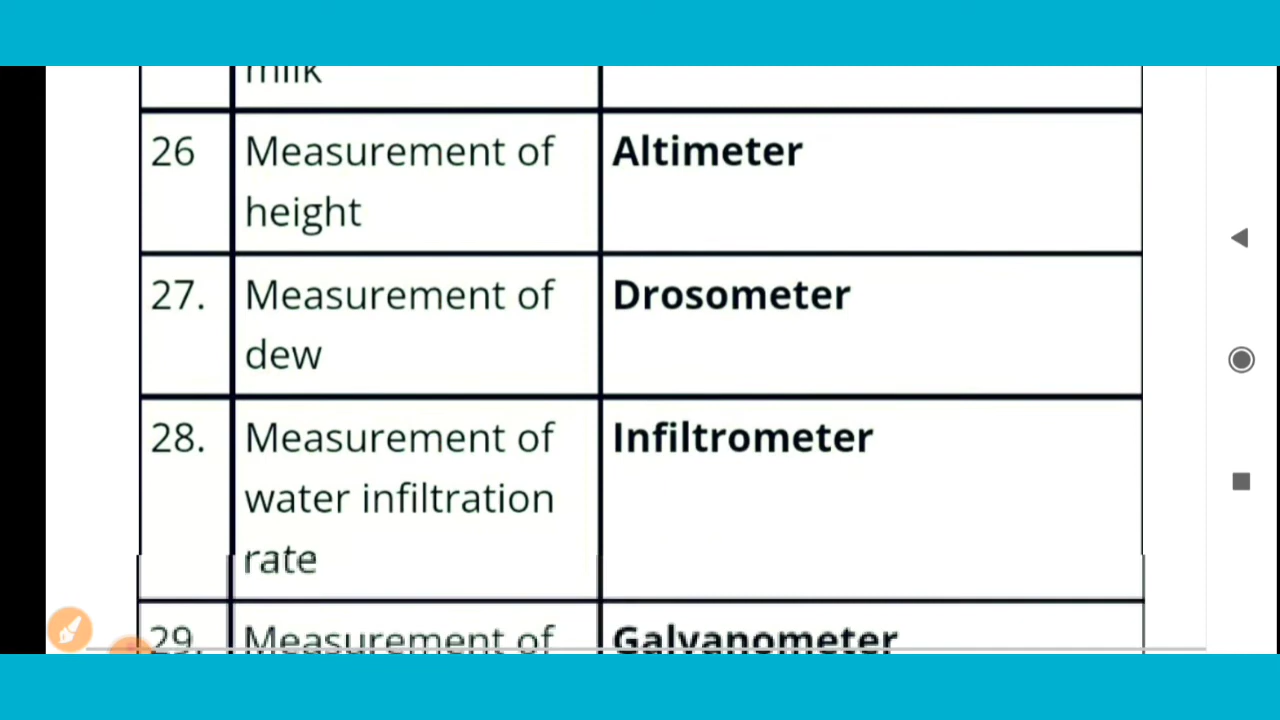 milk
26 Measurement of Altimeter
height
27. Measurement of Drosometer
dew
28. Measurement of Infiltrometer
water infiltration
rate
29. Measurement of Galvanometer